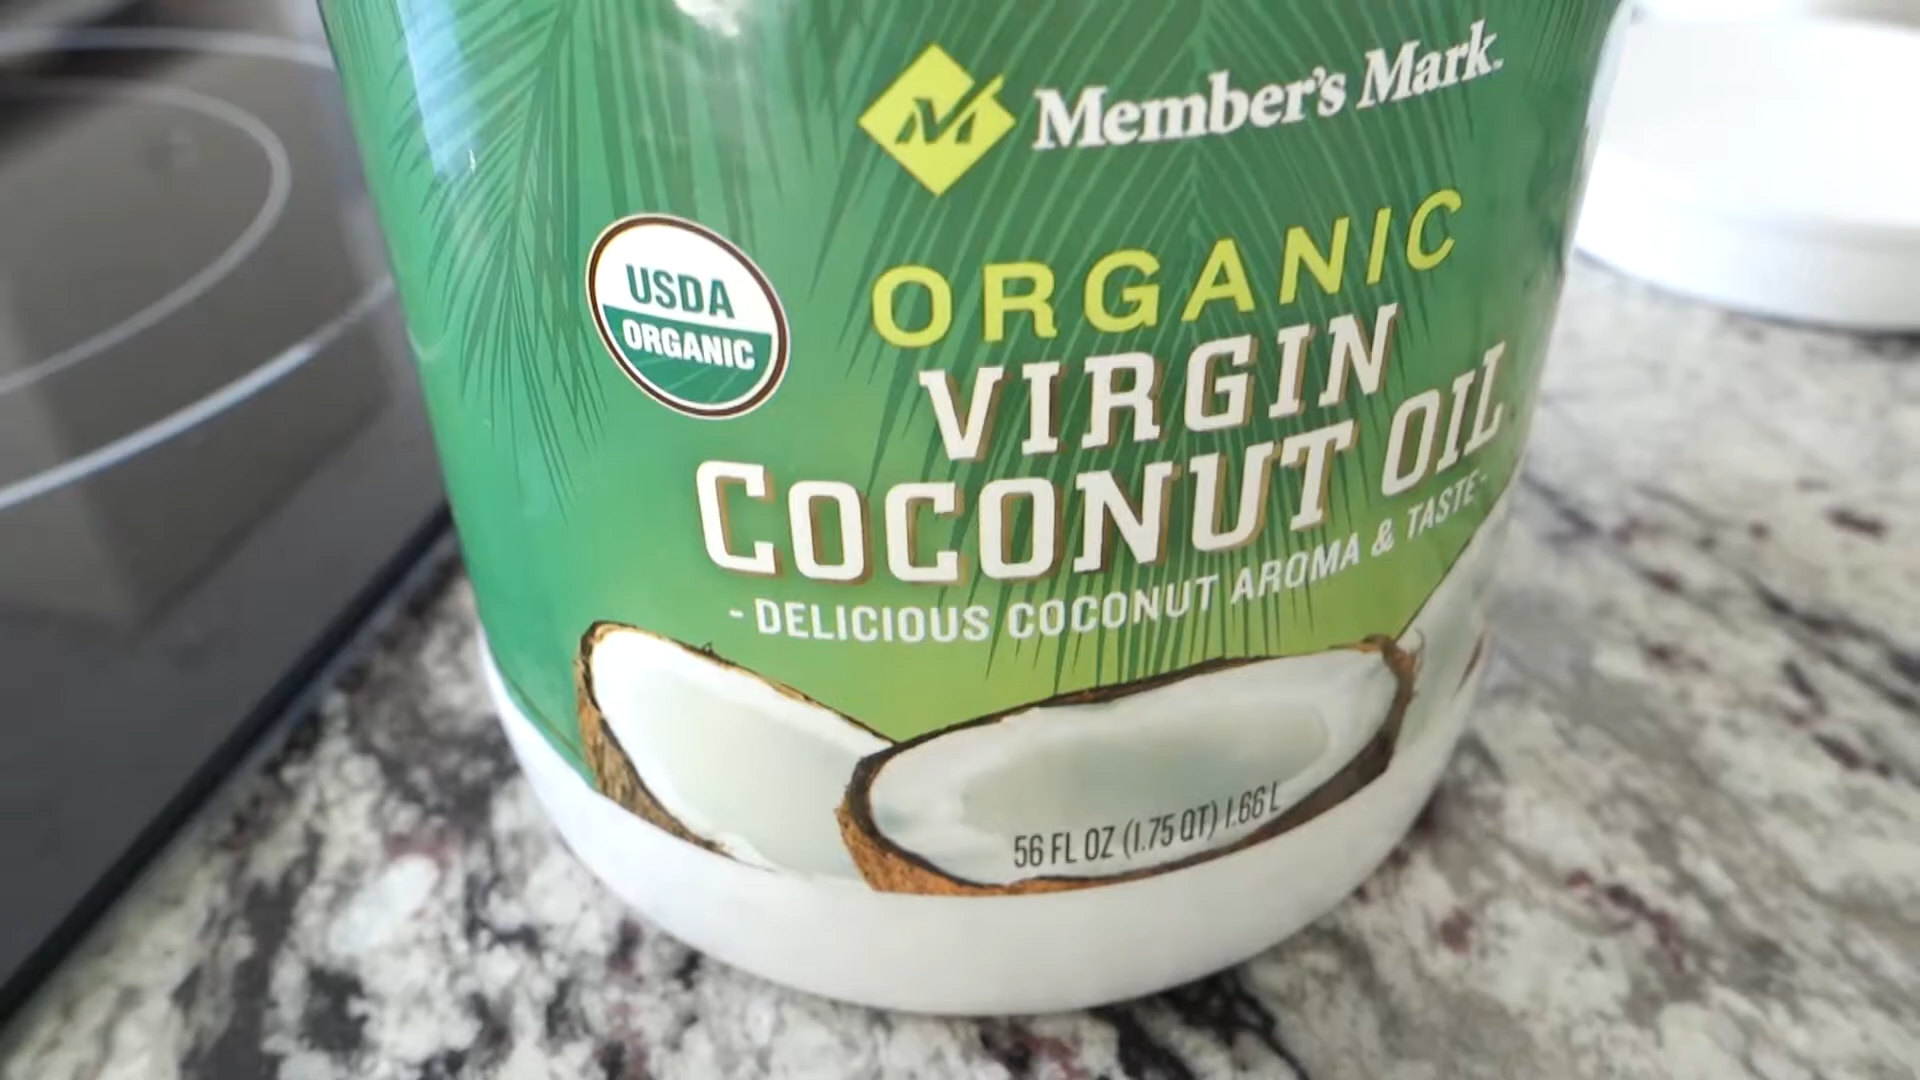 Member's Mark.
USDA
ORGANIC
ORGANIC
VIRGIN
COCONUT OIL
- DELICIOUS COCONUT AROMA & TASTE -
56 FL OZ (1.75 QT) 1.66 L